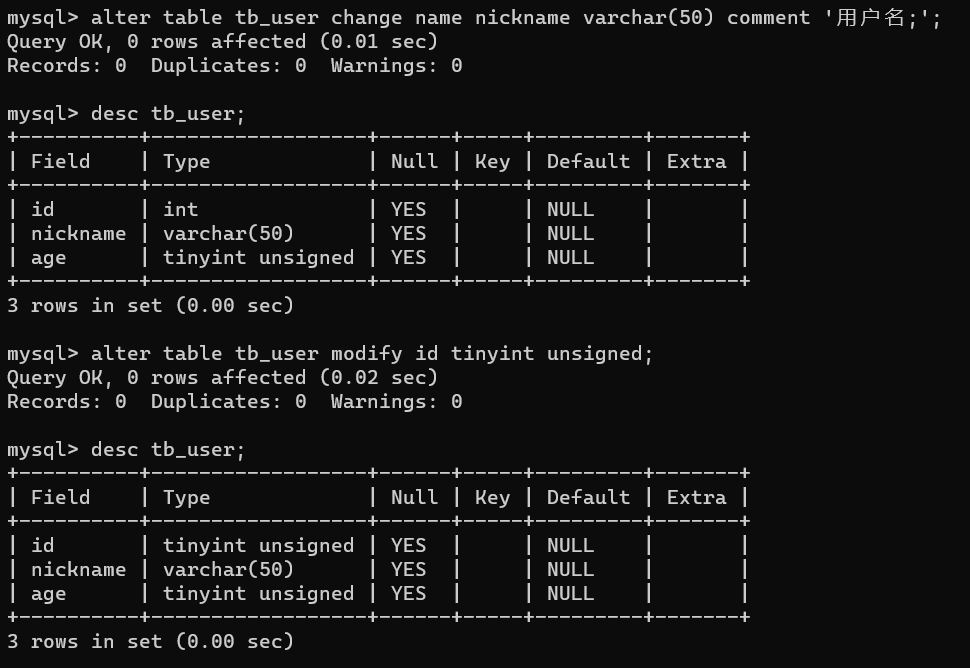 mysql> alter table tb_user change name nickname varchar(50) comment '用户名;';
Query OK, 0 rows affected (0.01 sec)
Records: 0  Duplicates: 0  Warnings: 0
mysql> desc tb_user;
+----------+------------------+------+-----+---------+-------+
| Field    | Type             | Null | Key | Default | Extra |
+----------+------------------+------+-----+---------+-------+
| id       | int              | YES  |     | NULL    |       |
| nickname | varchar(50)      | YES  |     | NULL    |       |
| age      | tinyint unsigned | YES  |     | NULL    |       |
+----------+------------------+------+-----+---------+-------+
3 rows in set (0.00 sec)
mysql> alter table tb_user modify id tinyint unsigned;
Query OK, 0 rows affected (0.02 sec)
Records: 0  Duplicates: 0  Warnings: 0
mysql> desc tb_user;
+----------+------------------+------+-----+---------+-------+
| Field    | Type             | Null | Key | Default | Extra |
+----------+------------------+------+-----+---------+-------+
| id       | tinyint unsigned | YES  |     | NULL    |       |
| nickname | varchar(50)      | YES  |     | NULL    |       |
| age      | tinyint unsigned | YES  |     | NULL    |       |
+----------+------------------+------+-----+---------+-------+
3 rows in set (0.00 sec)